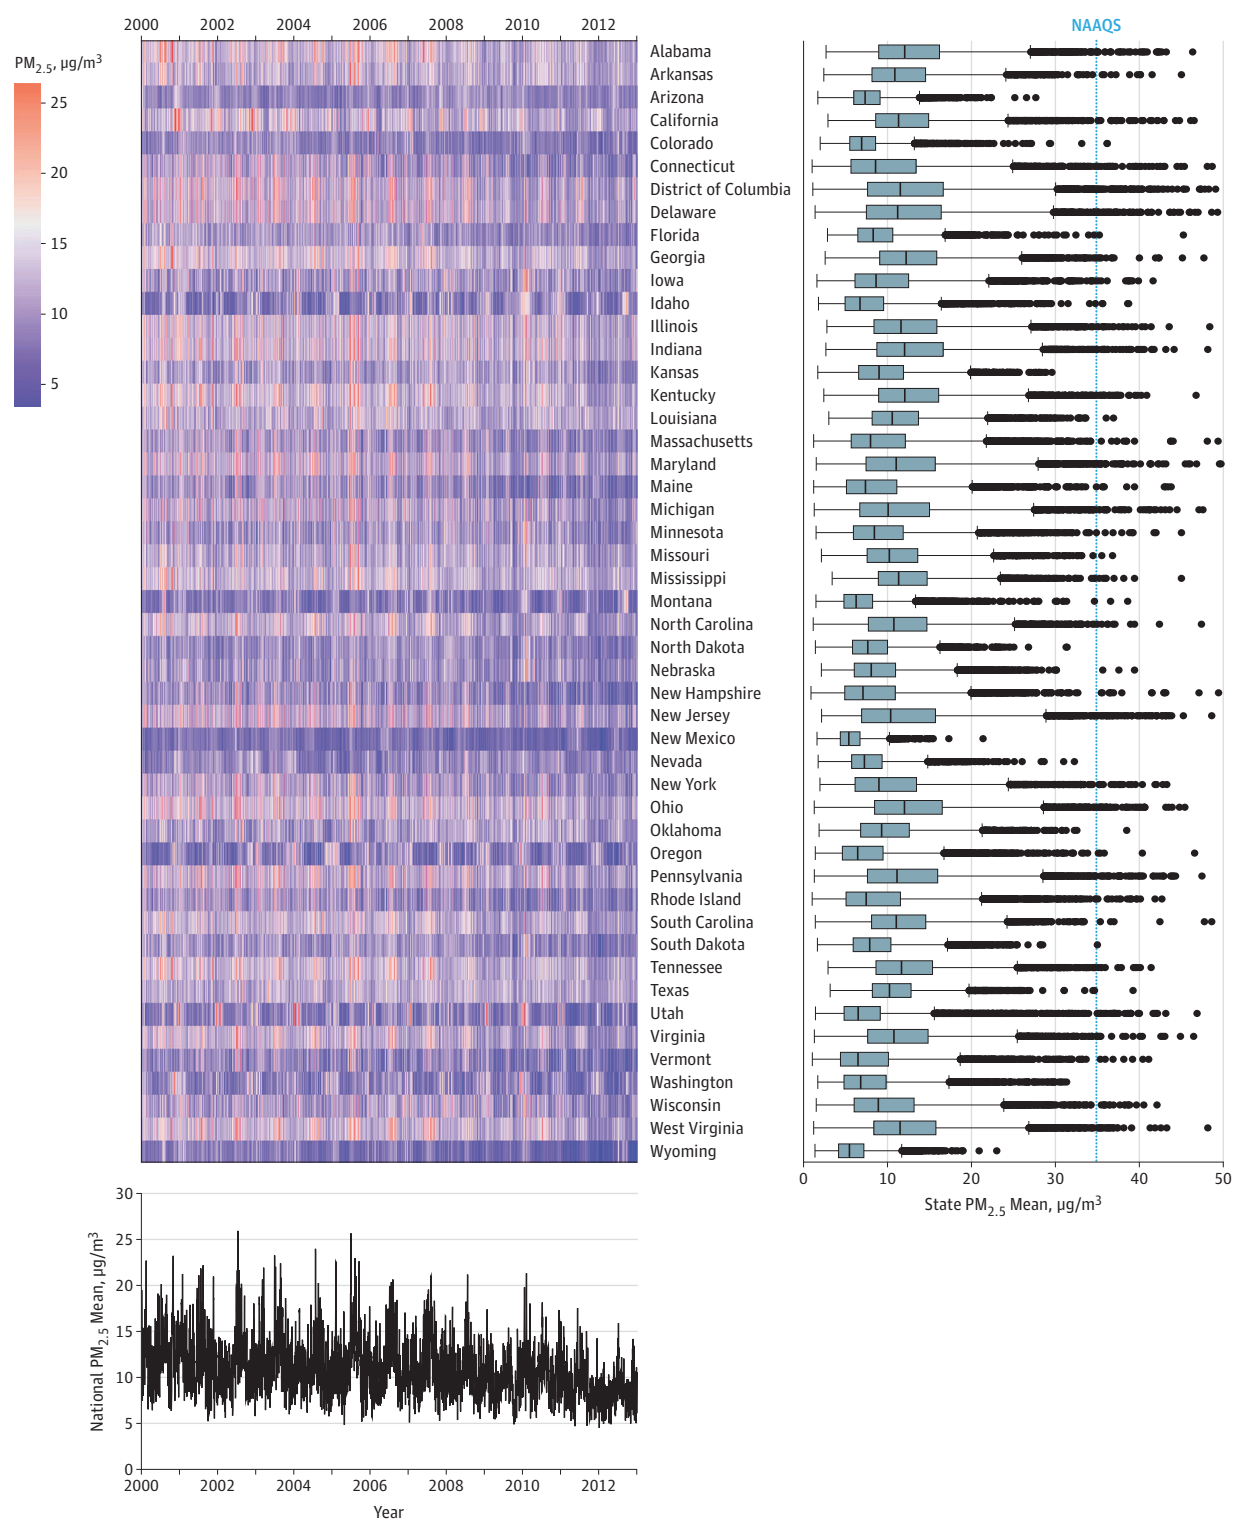 2000 2002 2004 2006 2008 2010 2012
NAAQS
PM2.5, µg/m3
25
20
15
10
5
Alabama
Arkansas
Arizona
California
Colorado
Connecticut
District of Columbia
Delaware
Florida
Georgia
Iowa
Idaho
Illinois
Indiana
Kansas
Kentucky
Louisiana
Massachusetts
Maryland
Maine
Michigan
Minnesota
Missouri
Mississippi
Montana
North Carolina
North Dakota
Nebraska
New Hampshire
New Jersey
New Mexico
Nevada
New York
Ohio
Oklahoma
Oregon
Pennsylvania
Rhode Island
South Carolina
South Dakota
Tennessee
Texas
Utah
Virginia
Vermont
Washington
Wisconsin
West Virginia
Wyoming
0 10 20 30 40 50
State PM2.5 Mean, µg/m3
National PM2.5 Mean, µg/m3
30
25
20
15
10
5
0
2000 2002 2004 2006 2008 2010 2012
Year